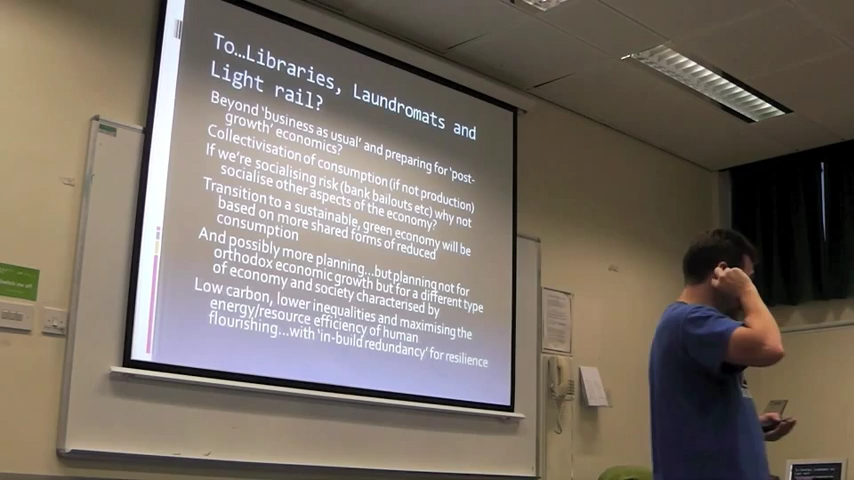 To...Libraries, Laundromats and
Light rail?
Beyond 'business as usual' and preparing for 'post-
growth' economics?
Collectivisation of consumption (if not production)
If we're socialising risk (bank bailouts etc) why not
socialise other aspects of the economy?
Transition to a sustainable, green economy will be
based on more shared forms of reduced
consumption
And possibly more planning...but planning not for
orthodox economic growth but for a different type
of economy and society characterised by
Low carbon, lower inequalities and maximising the
energy/resource efficiency of human
flourishing...with 'in-build redundancy' for resilience